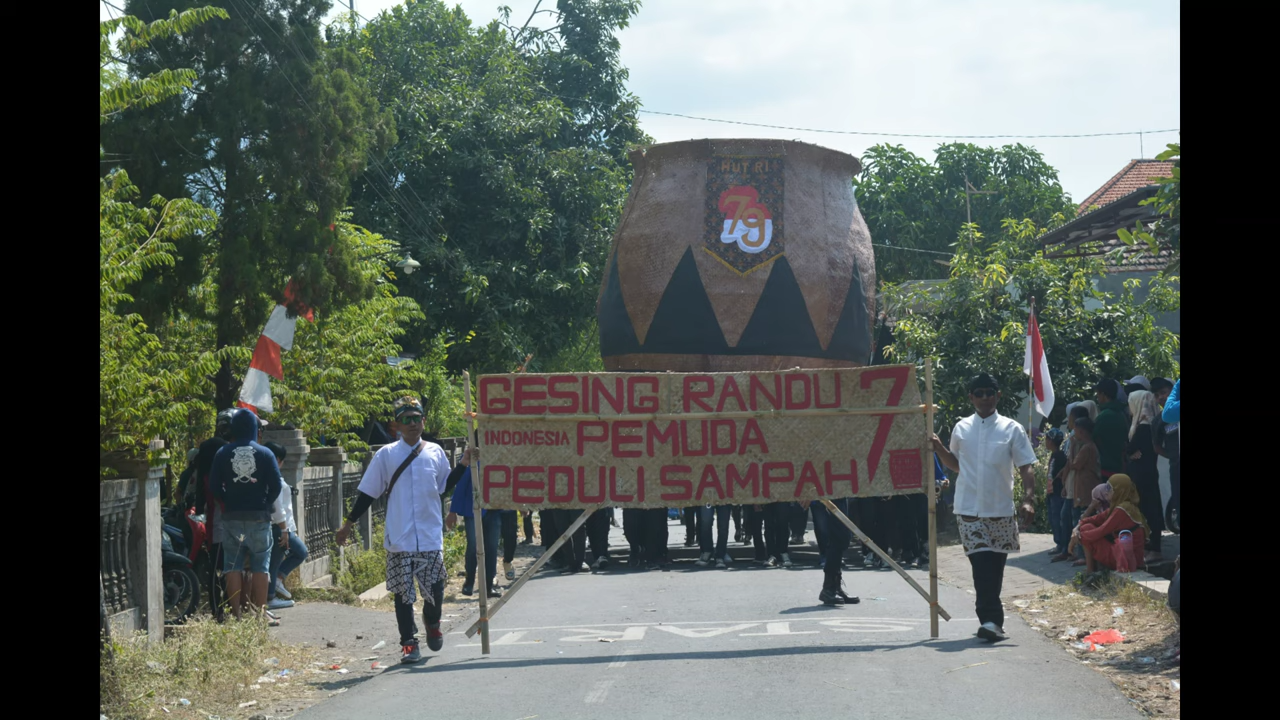 HUT RI
79
GESING RANDU 7
INDONESIA PEMUDA
PEDULI SAMPAH
START